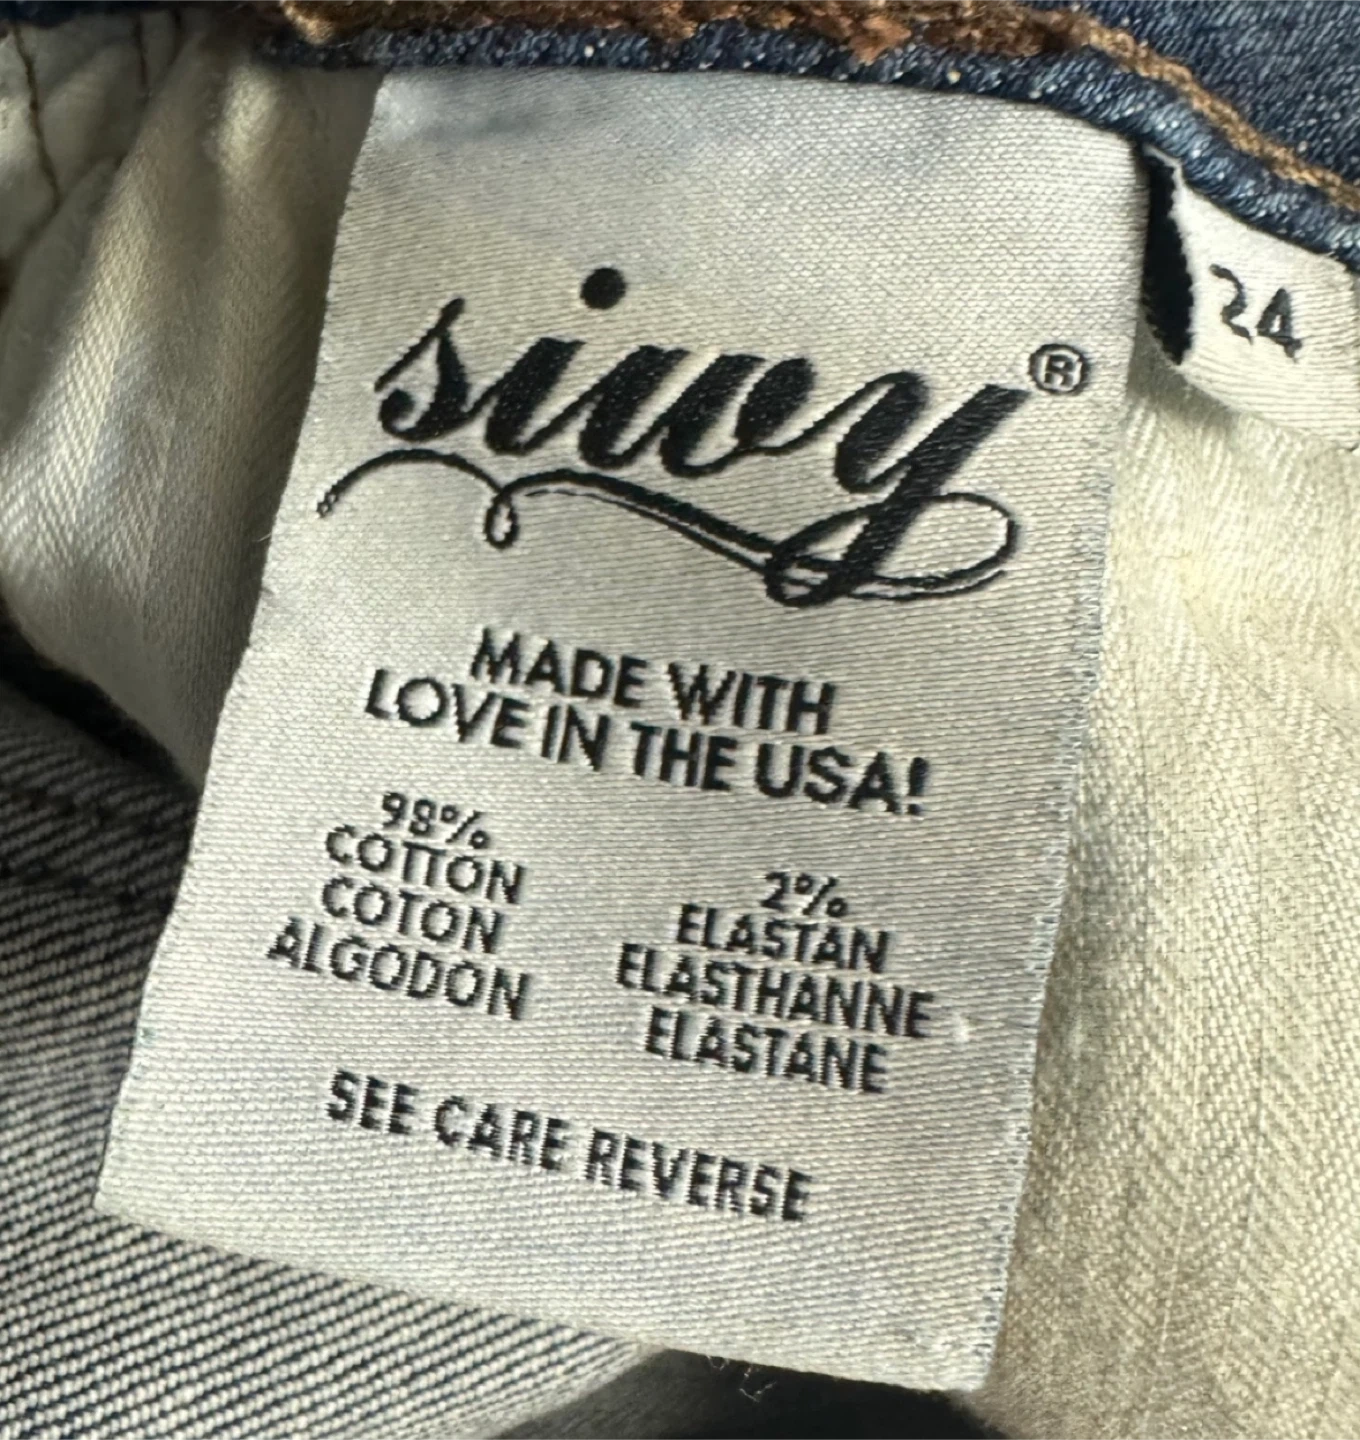 siwy®
24
MADE WITH
LOVE IN THE USA!
98%
COTTON
COTON
ALGODON
2%
ELASTAN
ELASTHANNE
ELASTANE
SEE CARE REVERSE